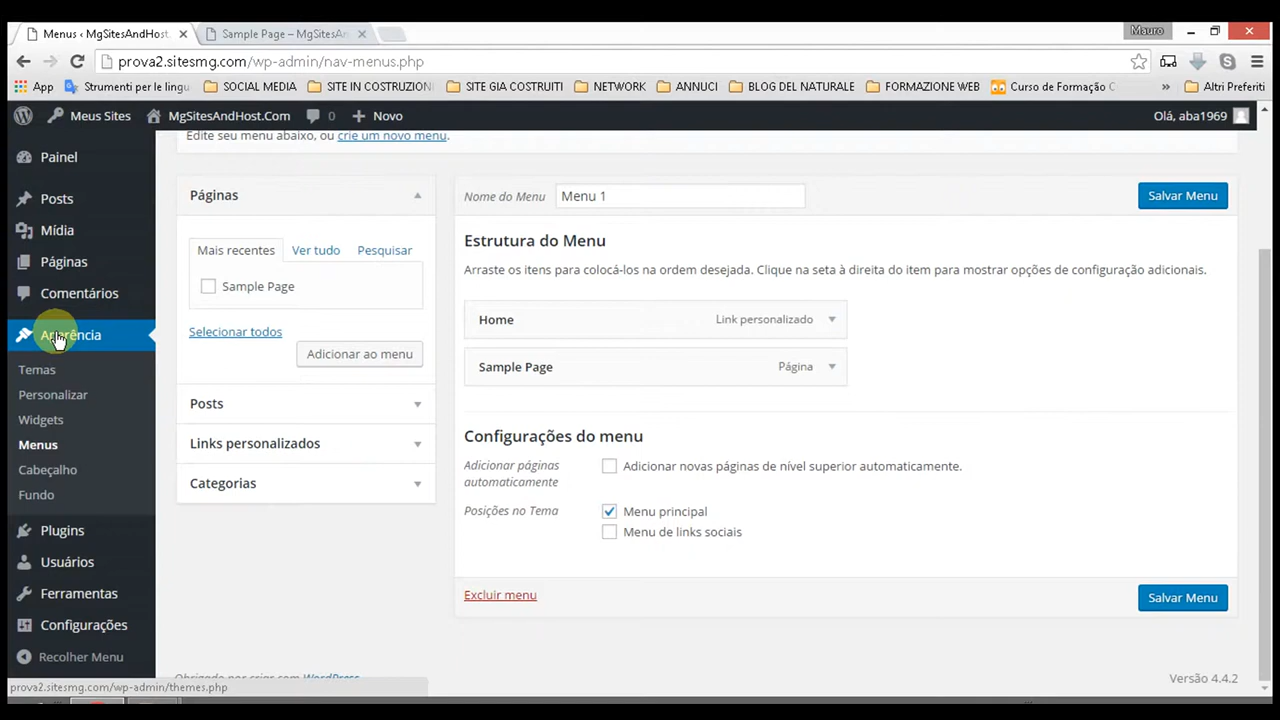 Menus ‹ MgSitesAndHost.
Sample Page – MgSitesAn
Mauro
prova2.sitesmg.com/wp-admin/nav-menus.php
App
Strumenti per le lingu
SOCIAL MEDIA
SITE IN COSTRUZION
SITE GIA COSTRUITI
NETWORK
ANNUCI
BLOG DEL NATURALE
FORMAZIONE WEB
Curso de Formação
»
Altri Preferiti
Meus Sites
MgSitesAndHost.Com
0
Novo
Olá, aba1969
Painel
Posts
Mídia
Páginas
Comentários
Aparência
Temas
Personalizar
Widgets
Menus
Cabeçalho
Fundo
Plugins
Usuários
Ferramentas
Configurações
Recolher Menu
Edite seu menu abaixo, ou crie um novo menu.
Páginas
Mais recentes
Ver tudo
Pesquisar
Sample Page
Selecionar todos
Adicionar ao menu
Posts
Links personalizados
Categorias
Nome do Menu
Menu 1
Salvar Menu
Estrutura do Menu
Arraste os itens para colocá-los na ordem desejada. Clique na seta à direita do item para mostrar opções de configuração adicionais.
Home
Link personalizado
Sample Page
Página
Configurações do menu
Adicionar páginas
automaticamente
Adicionar novas páginas de nível superior automaticamente.
Posições no Tema
Menu principal
Menu de links sociais
Excluir menu
Salvar Menu
Obrigado por criar com WordPress
Versão 4.4.2
prova2.sitesmg.com/wp-admin/themes.php